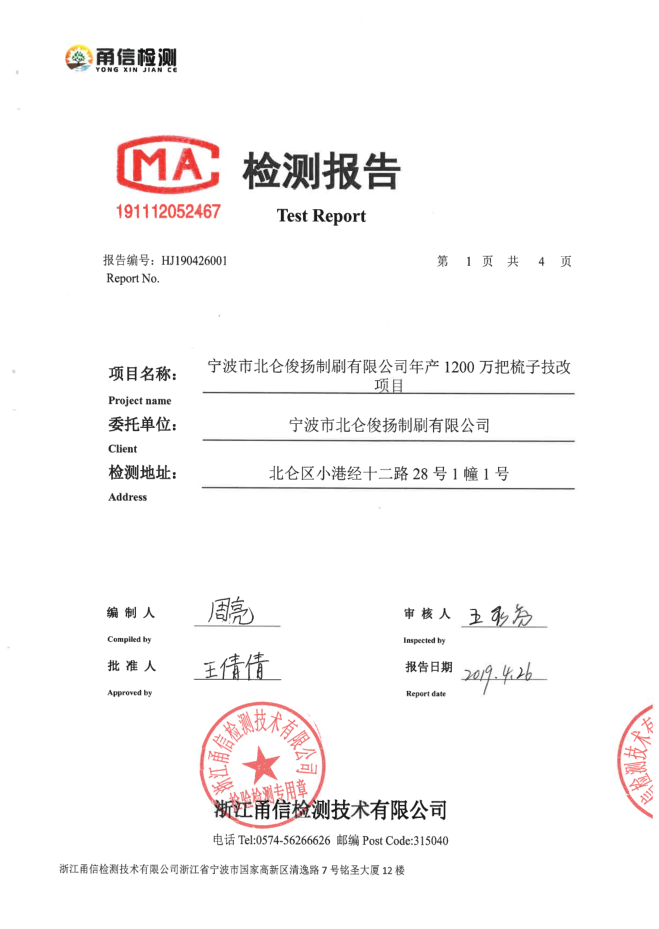 甬信检测
YONG XIN JIAN CE
MA
191112052467
检测报告
Test Report
报告编号：HJ190426001
第 1 页 共 4 页
Report No.
项目名称：
宁波市北仑俊扬制刷有限公司年产 1200 万把梳子技改
项目
Project name
委托单位：
宁波市北仑俊扬制刷有限公司
Client
检测地址：
北仑区小港经十二路 28 号 1 幢 1 号
Address
编 制 人
周亮
审 核 人
Compiled by
Inspected by
批 准 人
王倩倩
报告日期
2019.4.26
Approved by
Report date
浙江甬信检测技术有限公司
检验检测专用章
浙江甬信检测技术有限公司
电话 Tel:0574-56266626 邮编 Post Code:315040
浙江甬信检测技术有限公司浙江省宁波市国家高新区清逸路 7 号铭圣大厦 12 楼